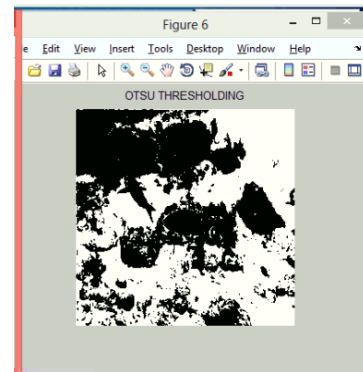 Figure 6
e Edit View Insert Tools Desktop Window Help
OTSU THRESHOLDING